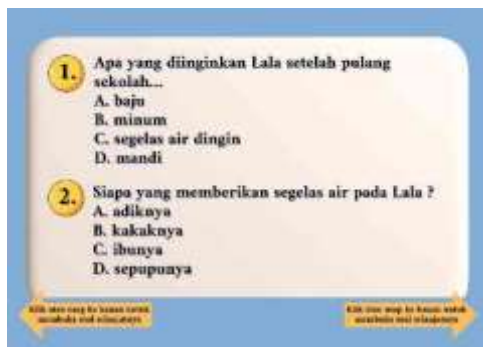 1. Apa yang diinginkan Lala setelah pulang
sekolah...
A. baju
B. minum
C. segelas air dingin
D. mandi
2. Siapa yang memberikan segelas air pada Lala ?
A. adiknya
B. kakaknya
C. ibunya
D. sepupunya